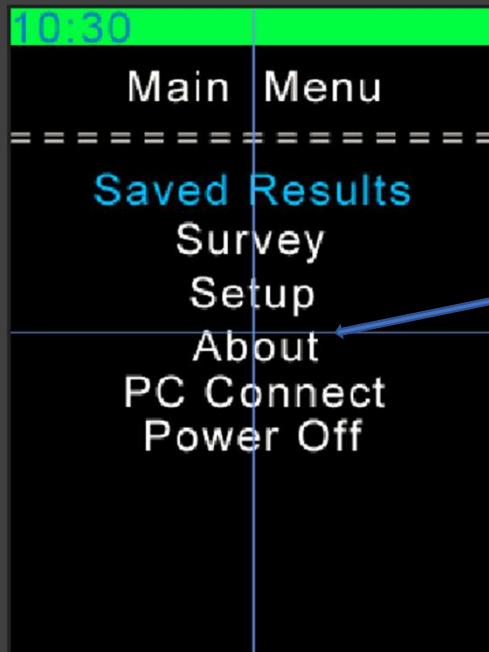 10:30
Main Menu
==================
Saved Results
Survey
Setup
About
PC Connect
Power Off